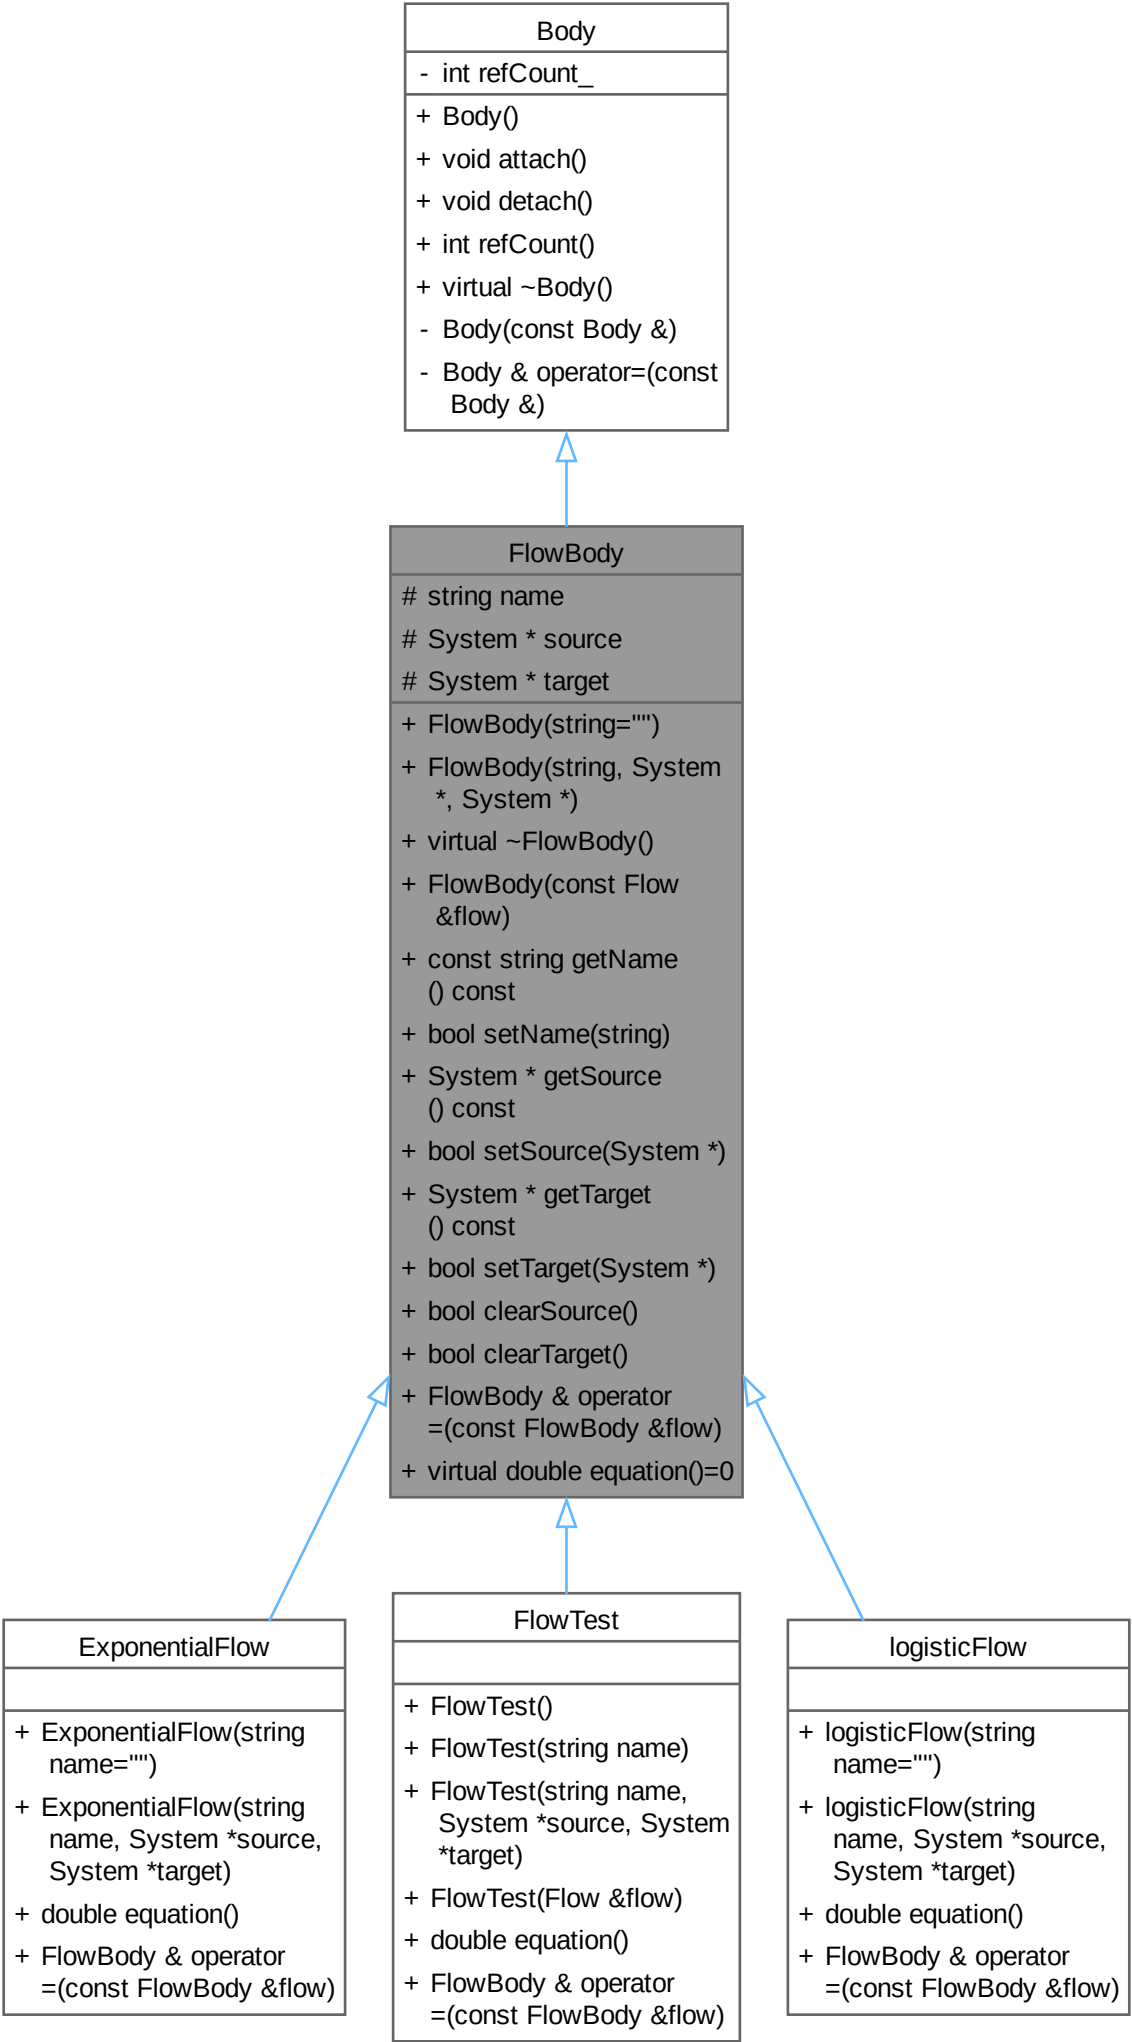 Body
- int refCount_
+ Body()
+ void attach()
+ void detach()
+ int refCount()
+ virtual ~Body()
- Body(const Body &)
- Body & operator=(const
Body &)
FlowBody
# string name
# System * source
# System * target
+ FlowBody(string="")
+ FlowBody(string, System
*, System *)
+ virtual ~FlowBody()
+ FlowBody(const Flow
&flow)
+ const string getName
() const
+ bool setName(string)
+ System * getSource
() const
+ bool setSource(System *)
+ System * getTarget
() const
+ bool setTarget(System *)
+ bool clearSource()
+ bool clearTarget()
+ FlowBody & operator
=(const FlowBody &flow)
+ virtual double equation()=0
ExponentialFlow
+ ExponentialFlow(string
name="")
+ ExponentialFlow(string
name, System *source,
System *target)
+ double equation()
+ FlowBody & operator
=(const FlowBody &flow)
FlowTest
+ FlowTest()
+ FlowTest(string name)
+ FlowTest(string name,
System *source, System
*target)
+ FlowTest(Flow &flow)
+ double equation()
+ FlowBody & operator
=(const FlowBody &flow)
logisticFlow
+ logisticFlow(string
name="")
+ logisticFlow(string
name, System *source,
System *target)
+ double equation()
+ FlowBody & operator
=(const FlowBody &flow)